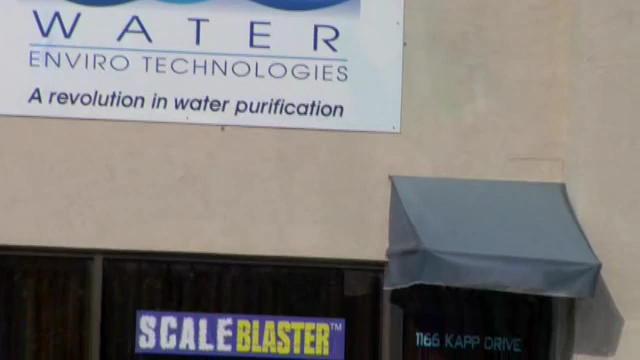 WATER
ENVIRO TECHNOLOGIES
A revolution in water purification
SCALEBLASTER™
1166 KAPP DRIVE